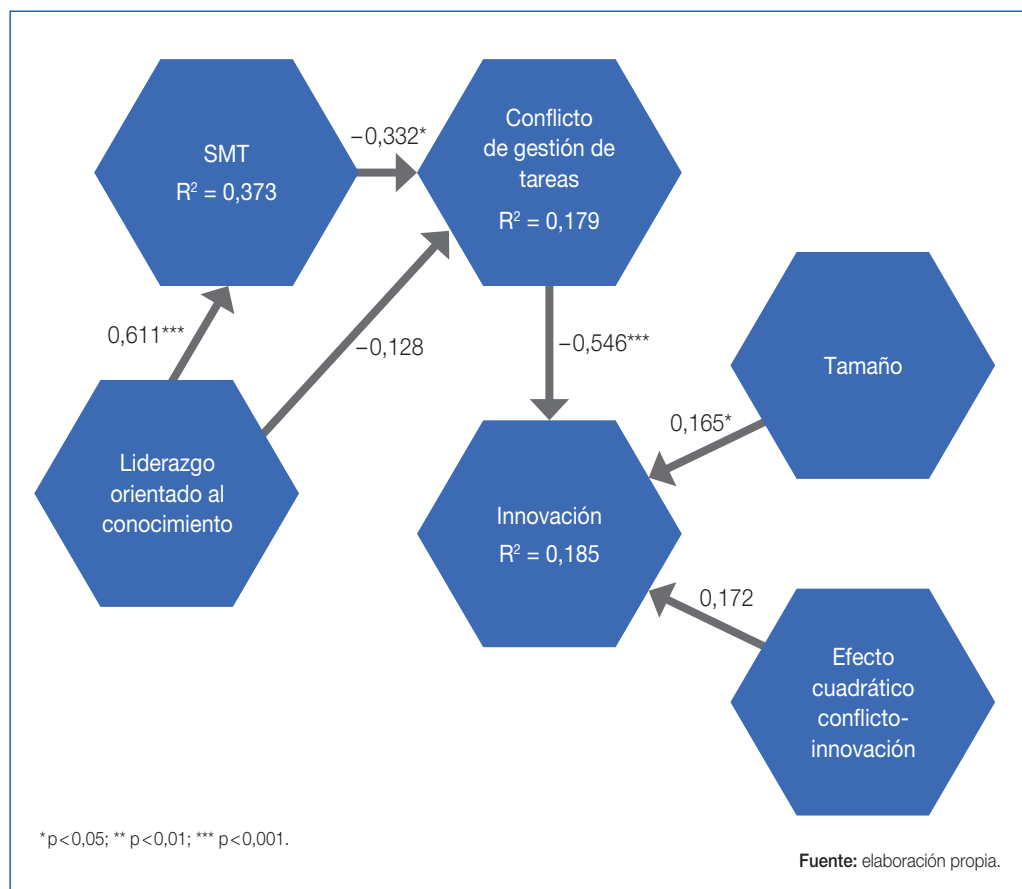 SMT
R² = 0,373
−0,332*
Conflicto
de gestión de
tareas
R² = 0,179
0,611***
−0,128
−0,546***
Tamaño
0,165*
Liderazgo
orientado al
conocimiento
Innovación
R² = 0,185
0,172
Efecto
cuadrático
conflicto-
innovación
*p<0,05; ** p<0,01; *** p<0,001.
Fuente: elaboración propia.